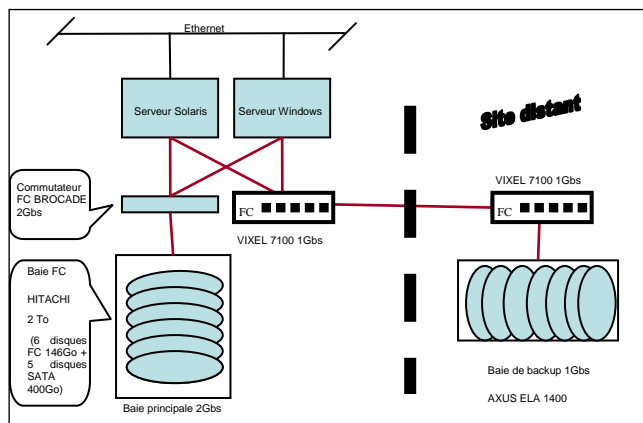 Ethernet
Serveur Solaris
Serveur Windows
Site distant
Commutateur
FC BROCADE
2Gbs
VIXEL 7100 1Gbs
FC
FC
VIXEL 7100 1Gbs
Baie FC
HITACHI
2 To
(6 disques
FC 146Go +
5 disques
SATA
400Go)
Baie principale 2Gbs
Baie de backup 1Gbs
AXUS ELA 1400